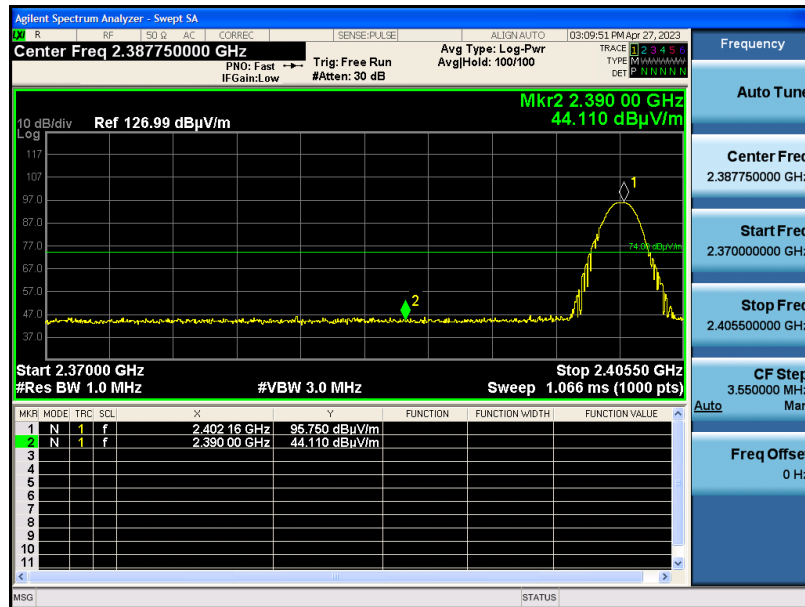 Agilent Spectrum Analyzer - Swept SA
LXI R RF 50 Ω AC CORREC SENSE:PULSE ALIGN AUTO 03:09:51 PM Apr 27, 2023
Center Freq 2.387750000 GHz
PNO: Fast
IFGain:Low
Trig: Free Run
#Atten: 30 dB
Avg Type: Log-Pwr
Avg|Hold: 100/100
TRACE 1 2 3 4 5 6
TYPE M WWWWW
DET P N N N N N
Mkr2 2.390 00 GHz
44.110 dBµV/m
10 dB/div Ref 126.99 dBµV/m
Log
117
107
97.0
87.0
77.0
67.0
57.0
47.0
37.0
1
74.00 dBµV/m
2
Start 2.37000 GHz Stop 2.40550 GHz
#Res BW 1.0 MHz #VBW 3.0 MHz Sweep 1.066 ms (1000 pts)
MKR MODE TRC SCL X Y FUNCTION FUNCTION WIDTH FUNCTION VALUE
1 N 1 f 2.402 16 GHz 95.750 dBµV/m
2 N 1 f 2.390 00 GHz 44.110 dBµV/m
3
4
5
6
7
8
9
10
11
MSG STATUS
Frequency
Auto Tune
Center Freq
2.387750000 GHz
Start Freq
2.370000000 GHz
Stop Freq
2.405500000 GHz
CF Step
3.550000 MHz
Auto Man
Freq Offset
0 Hz